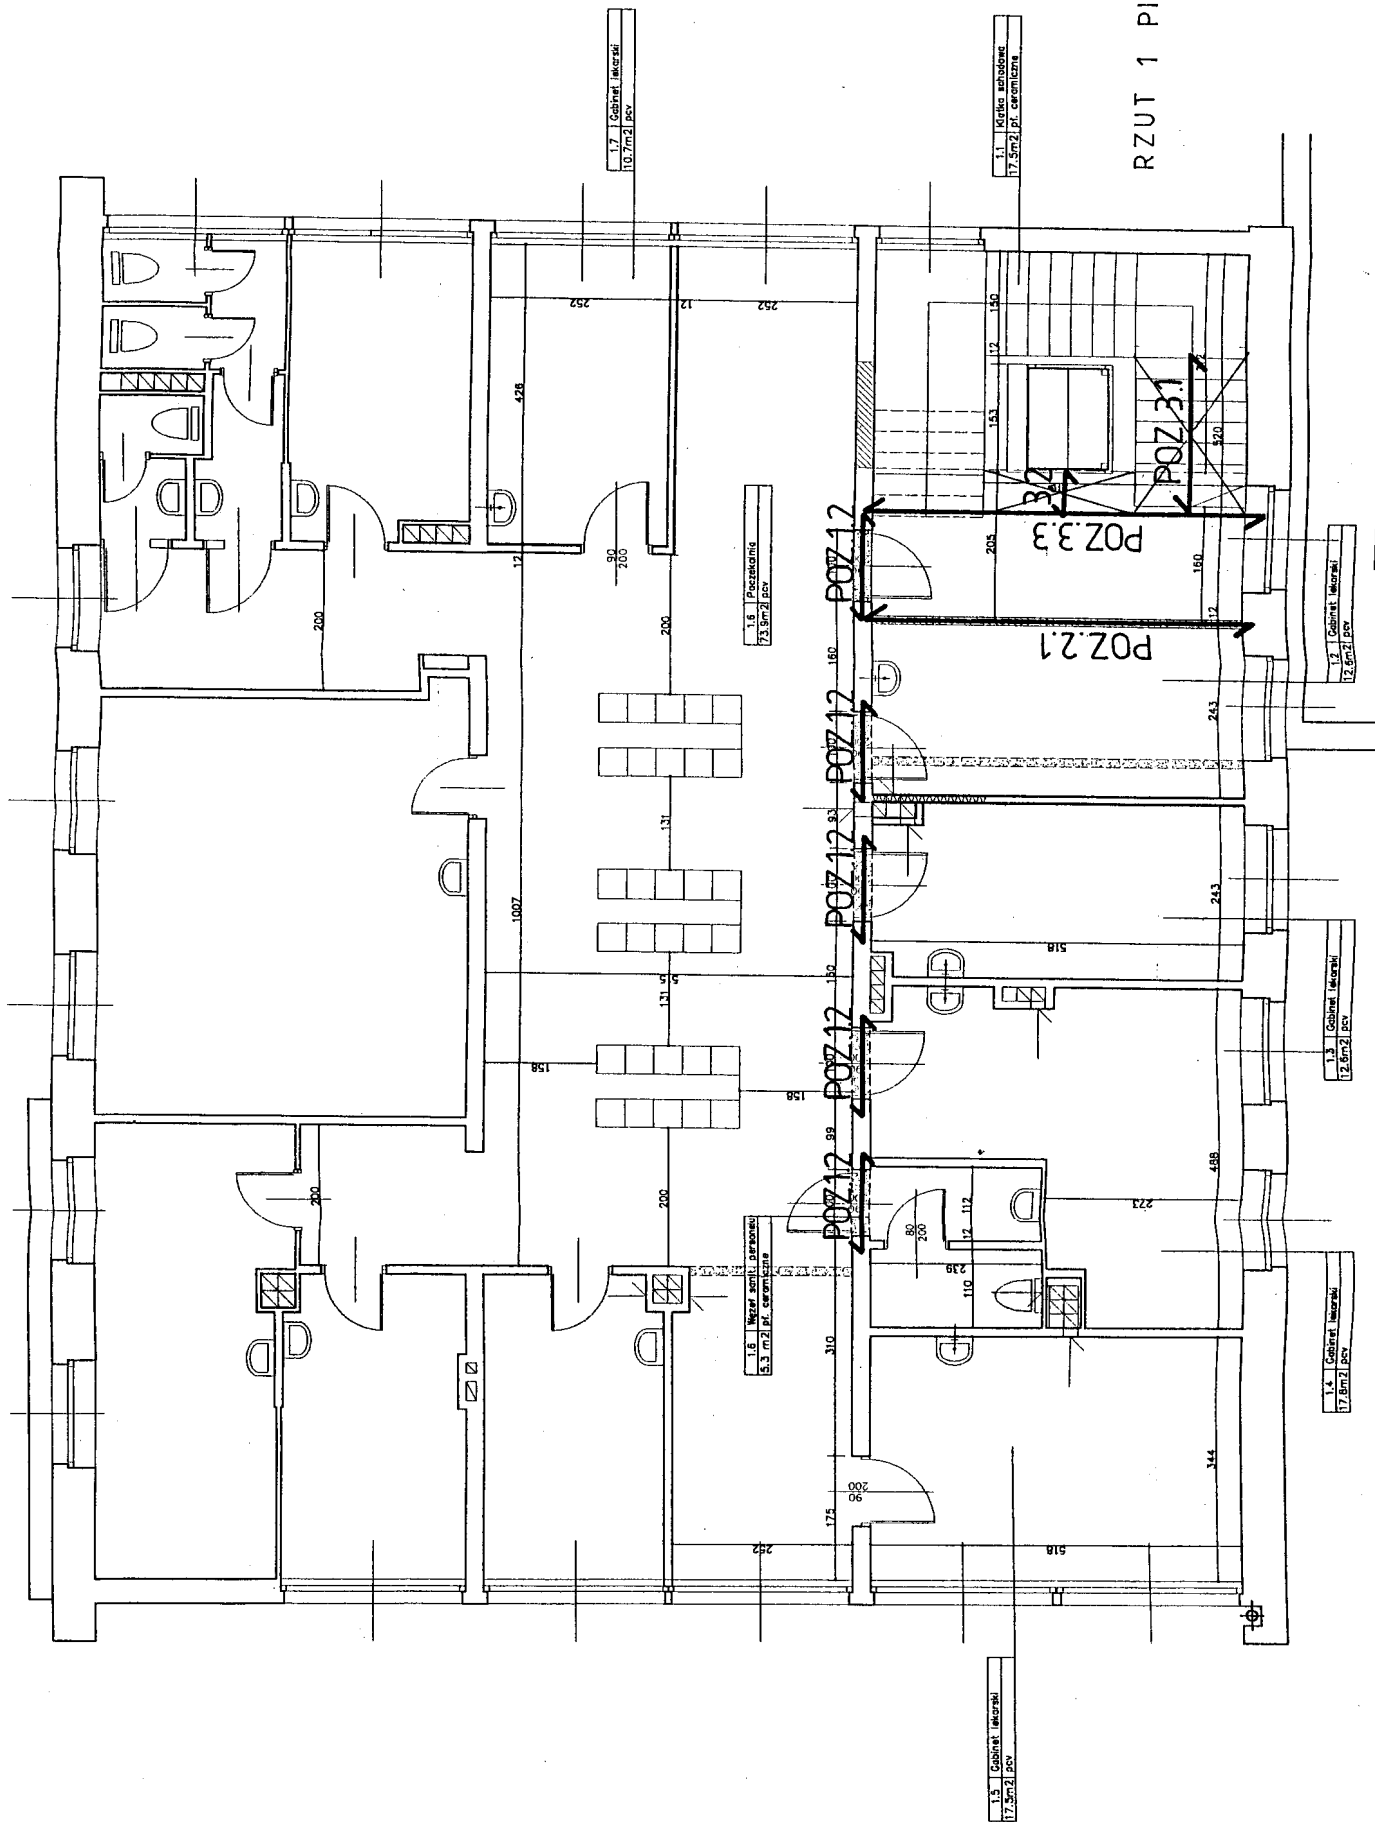 RZUT 1 PI
1.7 Gabinet lekarski
10.7m2 pcv
1.1 Klatka schodowa
17.5m2 pł. ceramiczne
1.6 Poczekalnia
73.9m2 pcv
1.2 Gabinet lekarski
12.6m2 pcv
1.3 Gabinet lekarski
12.6m2 pcv
1.4 Gabinet lekarski
17.8m2 pcv
1.6 Węzeł sanit. personelu
5.3 m2 pł. ceramiczne
1.5 Gabinet lekarski
17.5m2 pcv
POZ.1.2
POZ.1.2
POZ.1.2
POZ.1.2
POZ.1.2
POZ.2.1
POZ.3.3
POZ.3.1
3.2
252
12
252
426
12
90
200
200
200
160
93
131
1007
515
131
150
158
158
99
200
200
310
175
252
90
200
344
518
488
273
80
200
112
12
110
239
518
243
243
12
160
205
153
12
150
520